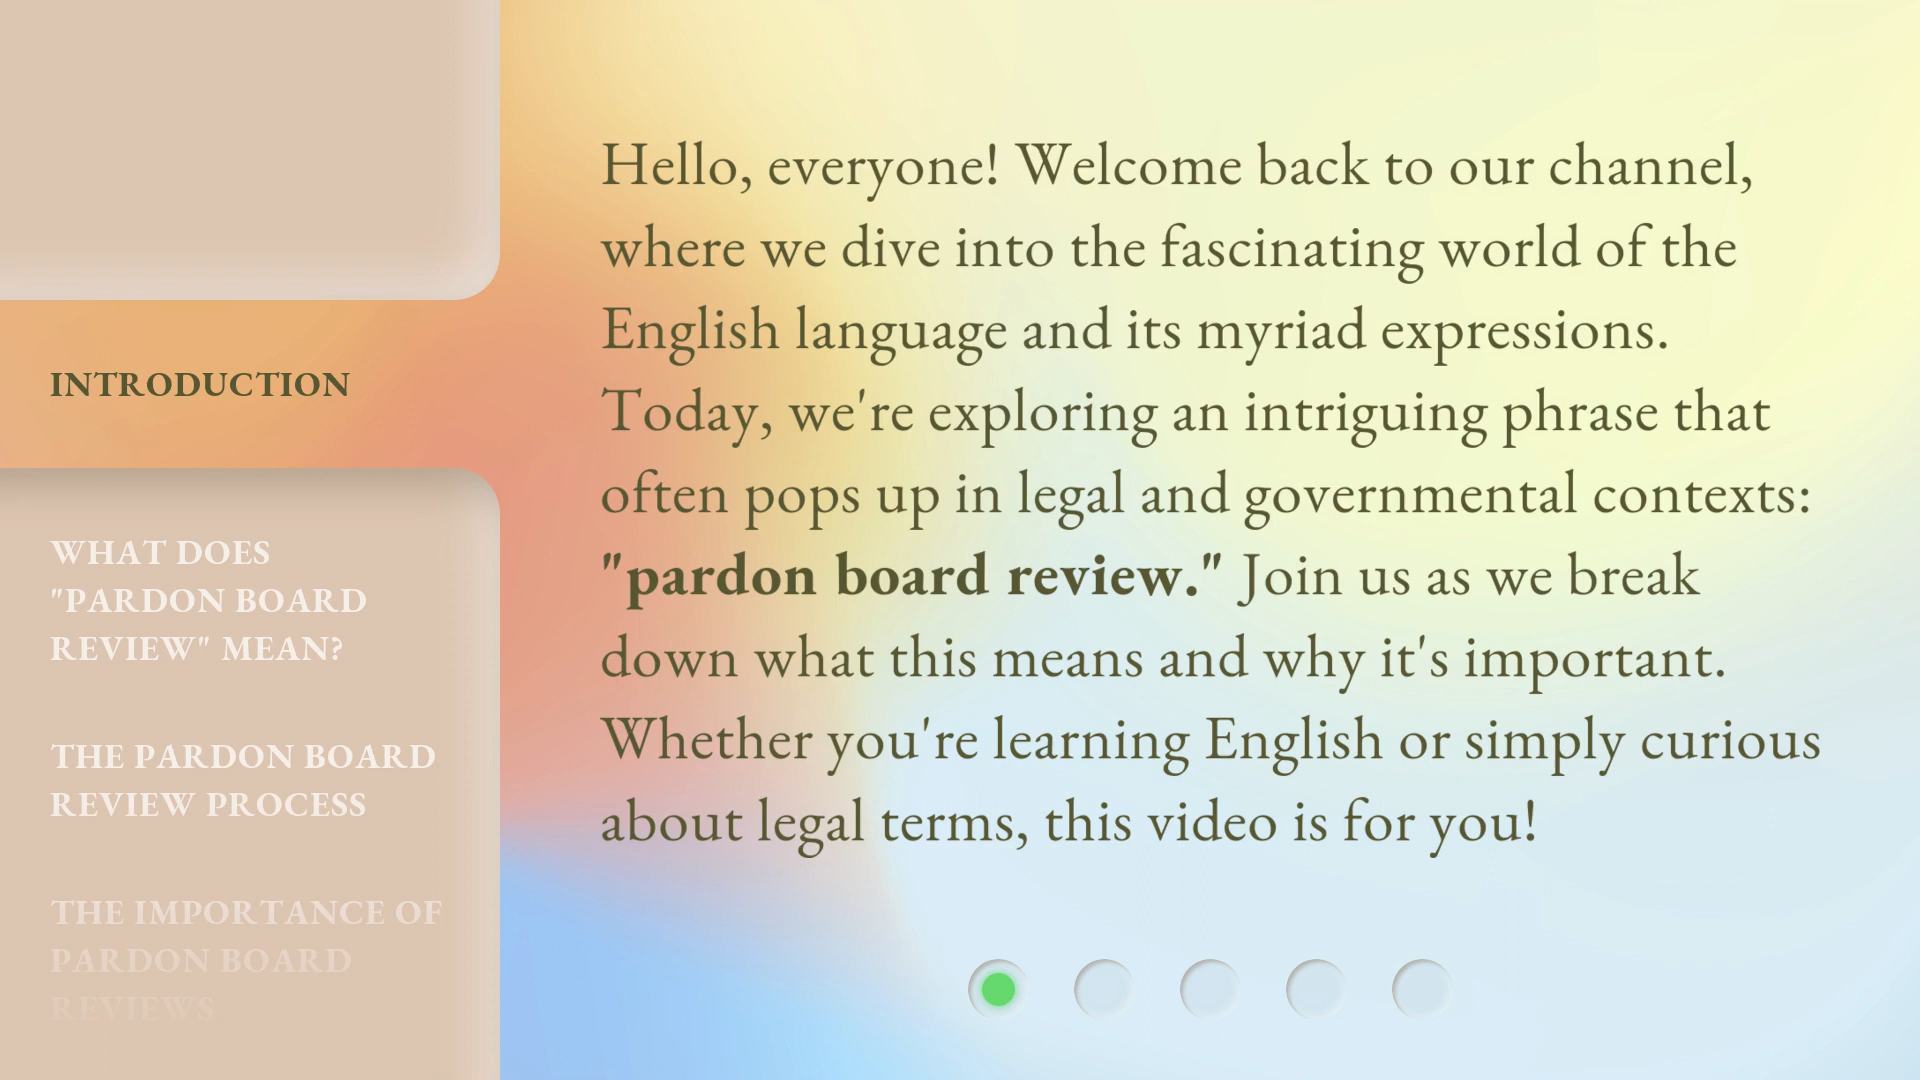 INTRODUCTION
WHAT DOES
"PARDON BOARD
REVIEW" MEAN?
THE PARDON BOARD
REVIEW PROCESS
THE IMPORTANCE OF
PARDON BOARD
REVIEWS
Hello, everyone! Welcome back to our channel,
where we dive into the fascinating world of the
English language and its myriad expressions.
Today, we're exploring an intriguing phrase that
often pops up in legal and governmental contexts:
"pardon board review." Join us as we break
down what this means and why it's important.
Whether you're learning English or simply curious
about legal terms, this video is for you!